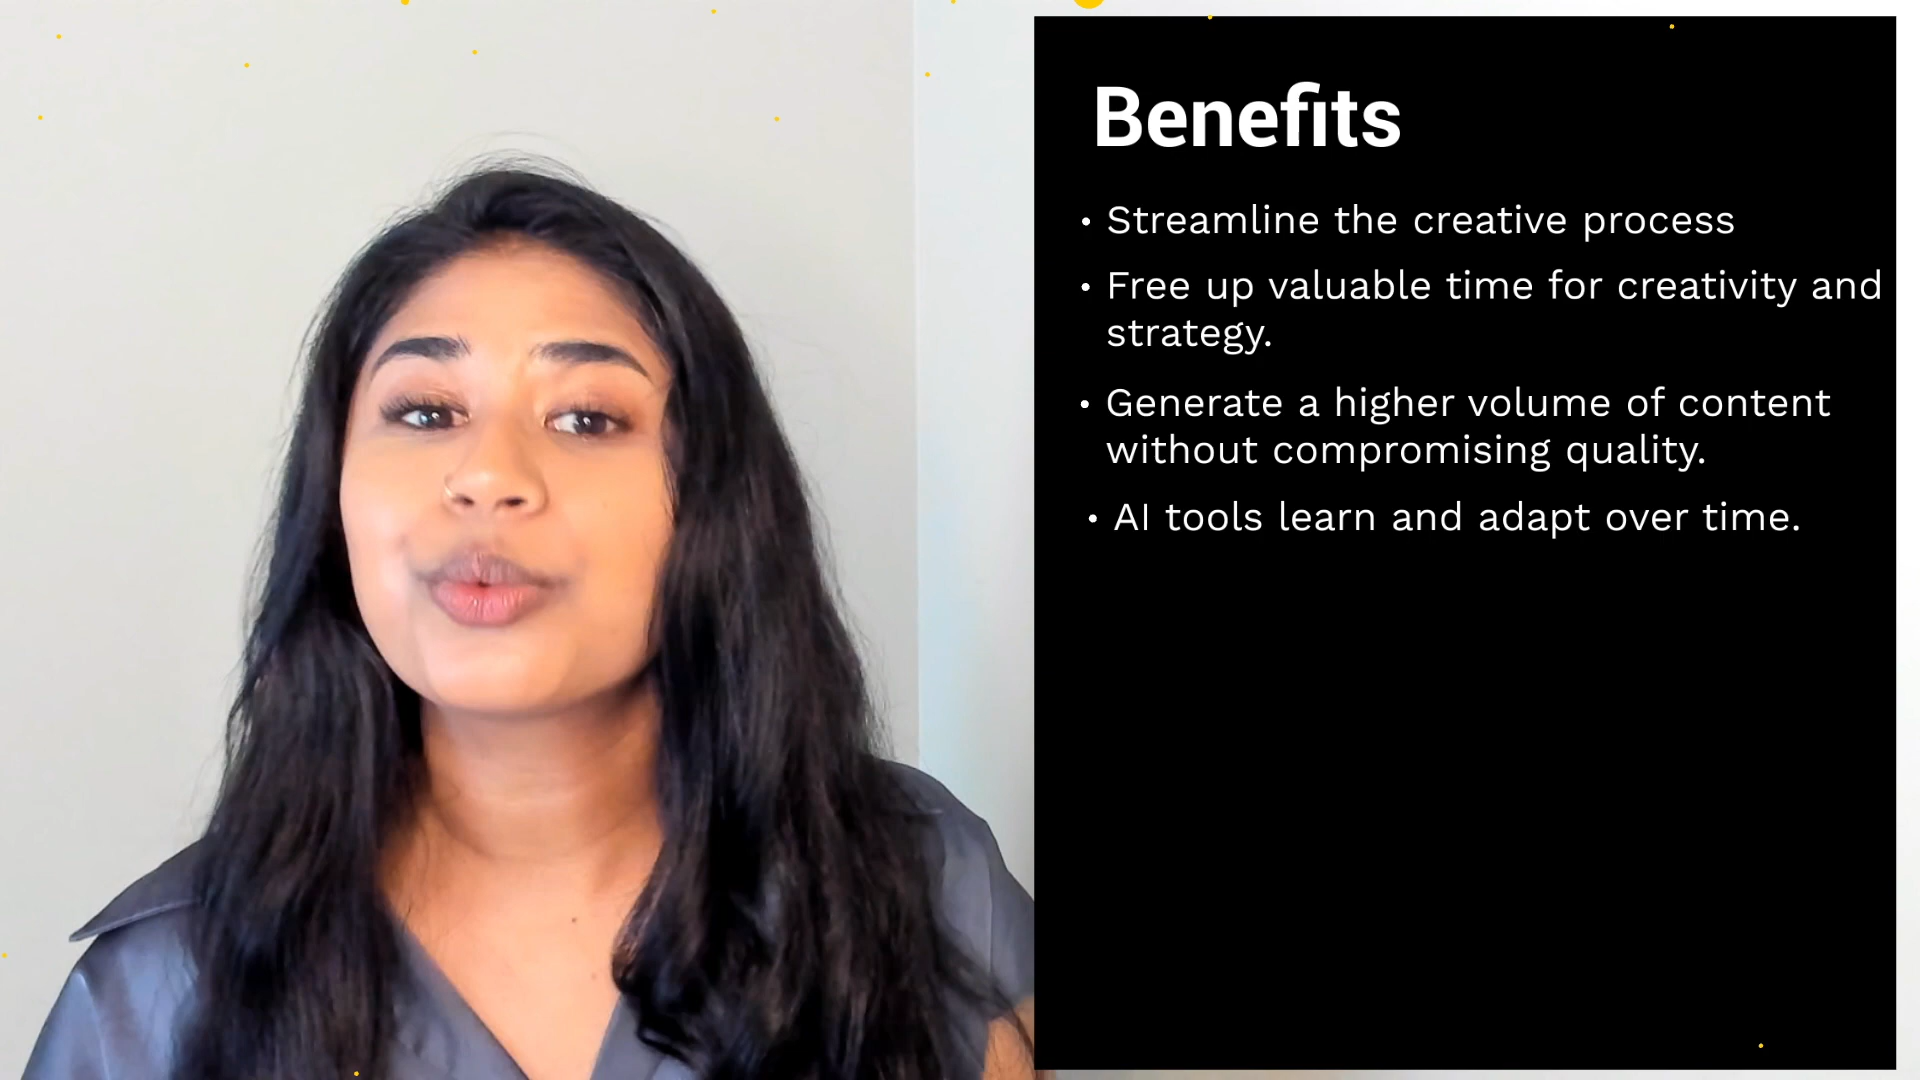 Benefits
• Streamline the creative process
• Free up valuable time for creativity and
strategy.
• Generate a higher volume of content
without compromising quality.
• AI tools learn and adapt over time.